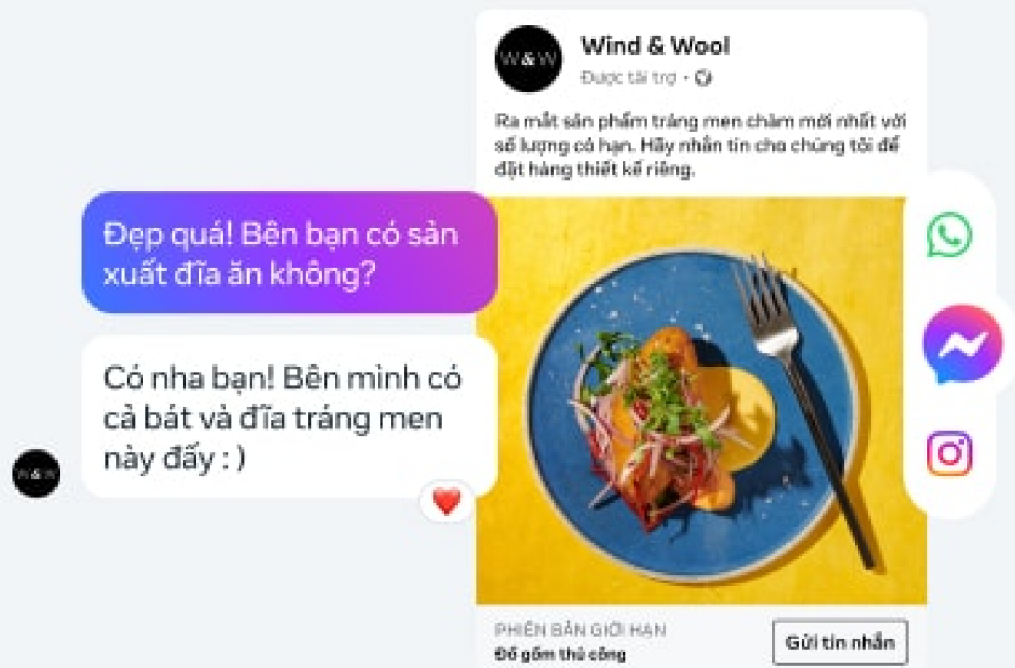 W&W
Wind & Wool
Được tài trợ
Ra mắt sản phẩm tráng men chàm mới nhất với
số lượng có hạn. Hãy nhắn tin cho chúng tôi để
đặt hàng thiết kế riêng.
Đẹp quá! Bên bạn có sản
xuất đĩa ăn không?
Có nha bạn! Bên mình có
cả bát và đĩa tráng men
này đấy : )
W&W
PHIÊN BẢN GIỚI HẠN
Đồ gốm thủ công
Gửi tin nhắn